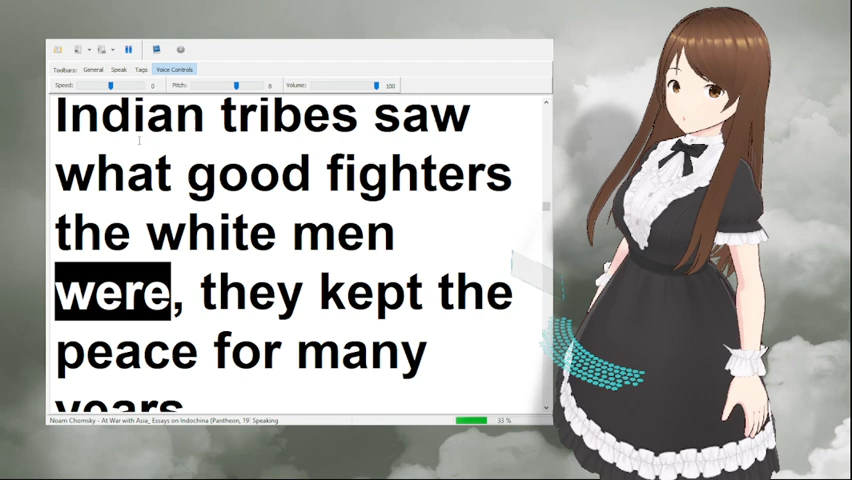 Toolbars: General Speak Tags Voice Controls
Speed: 0 Pitch: 8 Volume: 100
Indian tribes saw
what good fighters
the white men
were, they kept the
peace for many
years
Noam Chomsky - At War with Asia_ Essays on Indochina (Pantheon, 19 Speaking 33 %